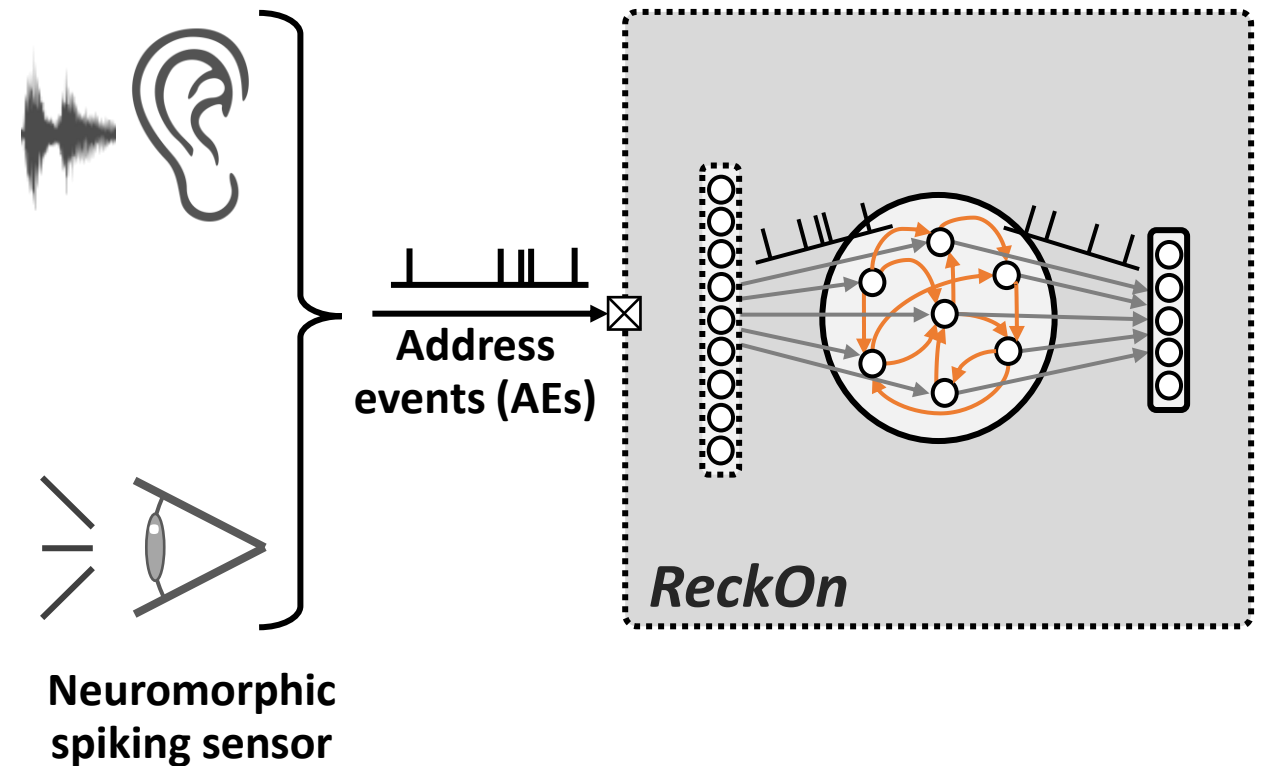 Address
events (AEs)
ReckOn
Neuromorphic
spiking sensor